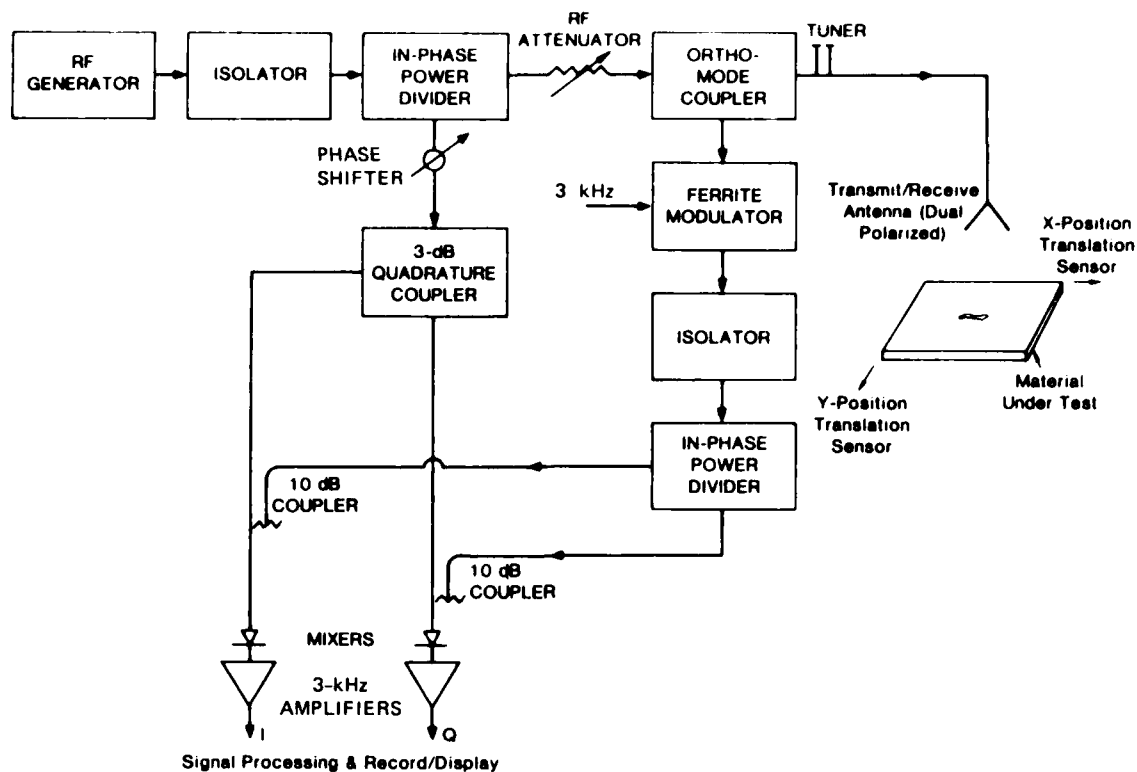 RF
GENERATOR
ISOLATOR
IN-PHASE
POWER
DIVIDER
RF
ATTENUATOR
ORTHO-
MODE
COUPLER
TUNER
PHASE
SHIFTER
3 kHz
FERRITE
MODULATOR
Transmit/Receive
Antenna (Dual
Polarized)
X-Position
Translation
Sensor
3-dB
QUADRATURE
COUPLER
ISOLATOR
Material
Under Test
Y-Position
Translation
Sensor
IN-PHASE
POWER
DIVIDER
10 dB
COUPLER
10 dB
COUPLER
MIXERS
3-kHz
AMPLIFIERS
I
Q
Signal Processing & Record/Display